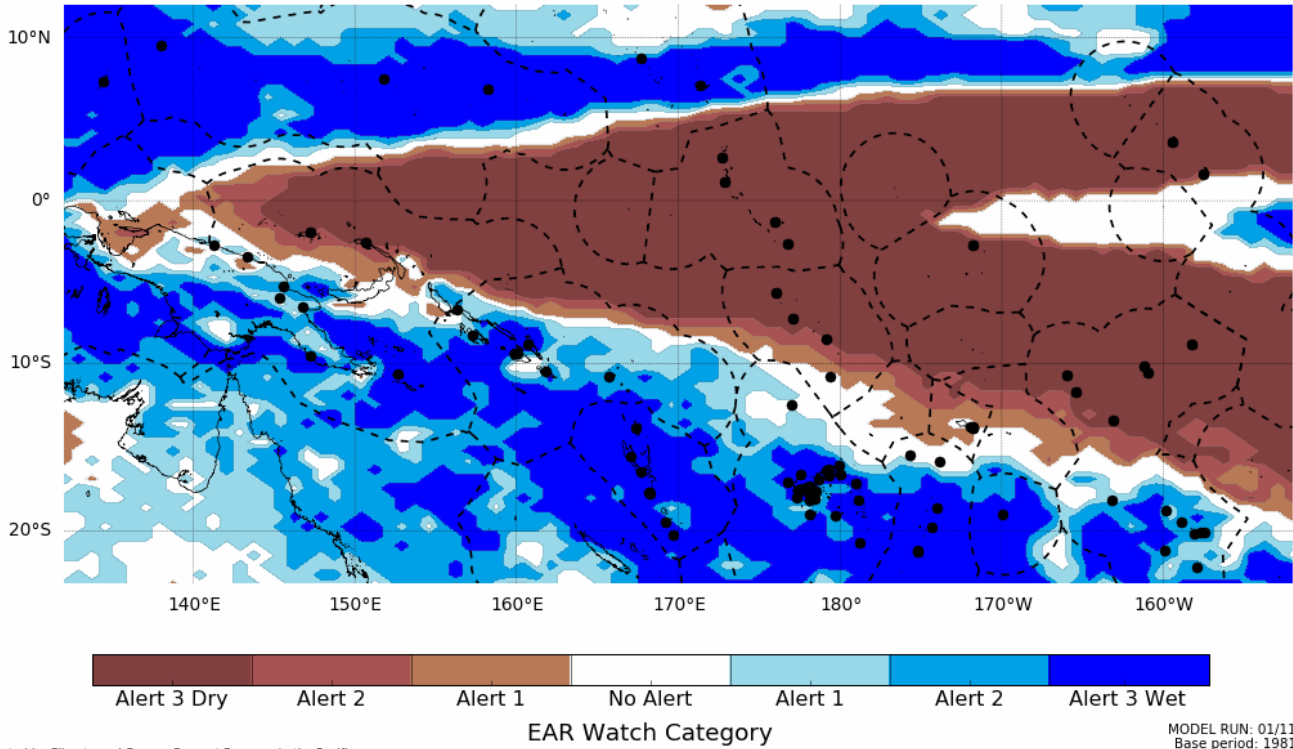 10°N
0°
10°S
20°S
140°E 150°E 160°E 170°E 180° 170°W 160°W
Alert 3 Dry Alert 2 Alert 1 No Alert Alert 1 Alert 2 Alert 3 Wet
EAR Watch Category
MODEL RUN: 01/11
Base period: 1981